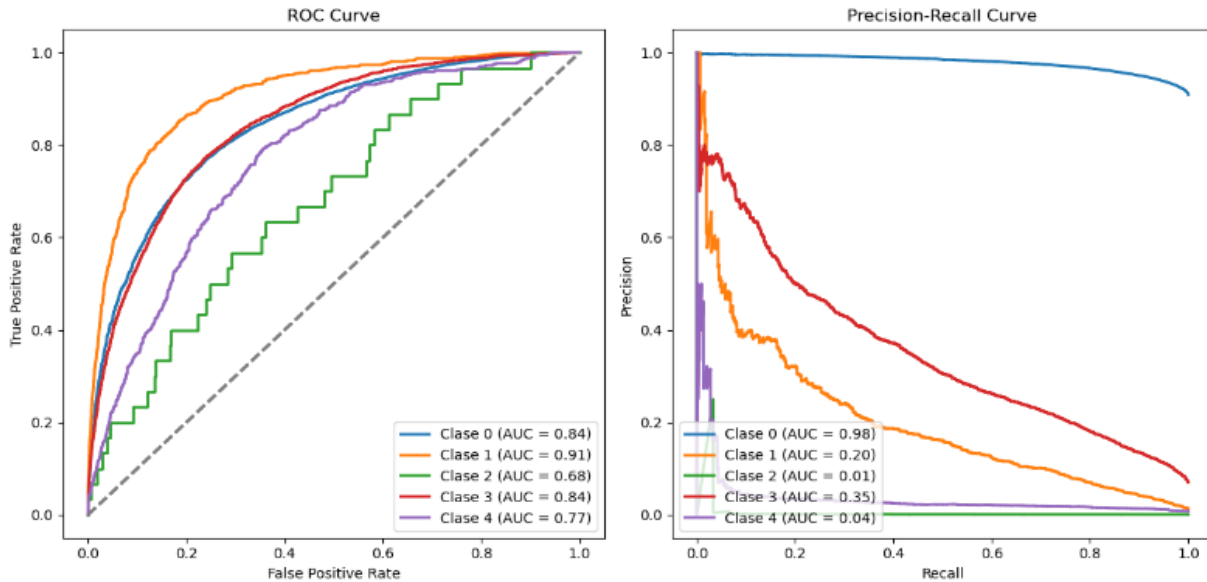 ROC Curve
True Positive Rate
1.0
0.8
0.6
0.4
0.2
0.0
0.0 0.2 0.4 0.6 0.8 1.0
False Positive Rate
Clase 0 (AUC = 0.84)
Clase 1 (AUC = 0.91)
Clase 2 (AUC = 0.68)
Clase 3 (AUC = 0.84)
Clase 4 (AUC = 0.77)
Precision-Recall Curve
Precision
1.0
0.8
0.6
0.4
0.2
0.0
0.0 0.2 0.4 0.6 0.8 1.0
Recall
Clase 0 (AUC = 0.98)
Clase 1 (AUC = 0.20)
Clase 2 (AUC = 0.01)
Clase 3 (AUC = 0.35)
Clase 4 (AUC = 0.04)